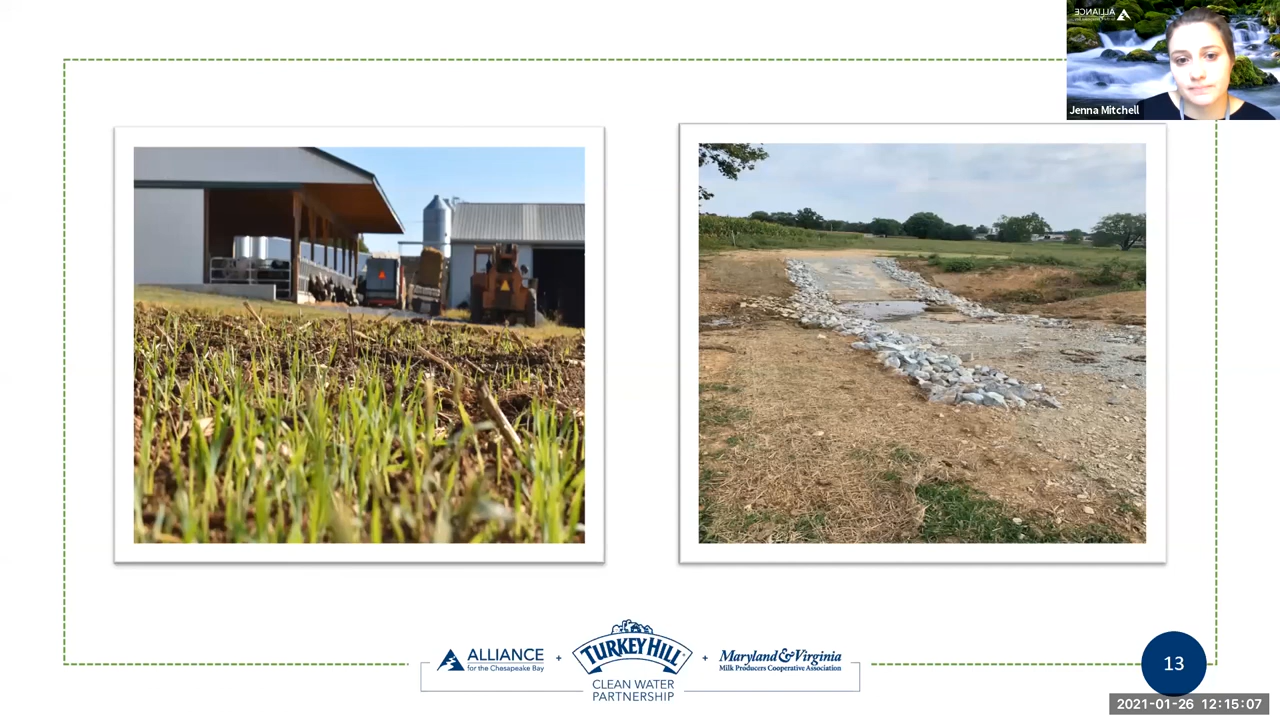 ALLIANCE
Jenna Mitchell
ALLIANCE
for the Chesapeake Bay
+
TURKEY HILL
CLEAN WATER
PARTNERSHIP
+
Maryland & Virginia
Milk Producers Cooperative Association
13
2021-01-26 12:15:07